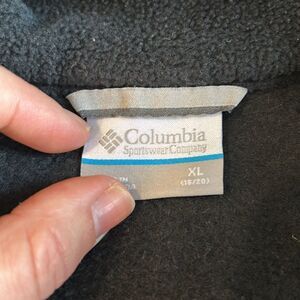 Columbia
Sportswear Company
XL
(18/20)